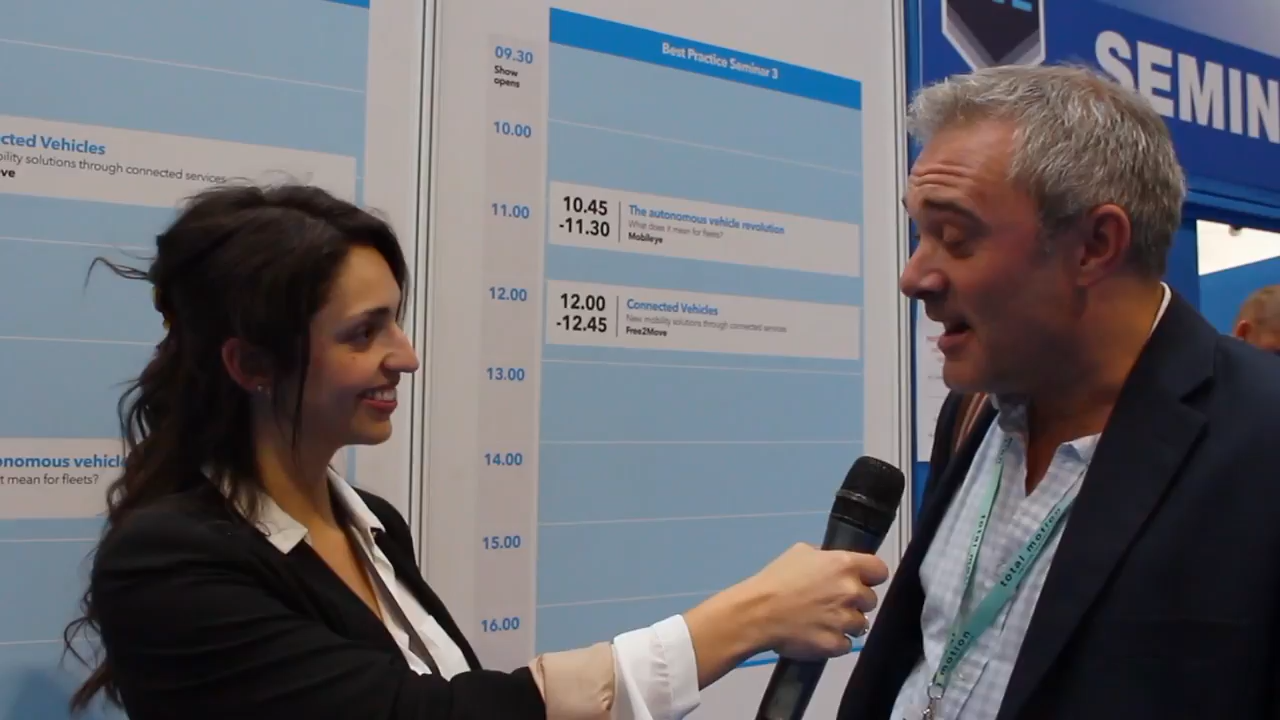 cted Vehicles
bility solutions through connected services
ve
onomous vehicle
t mean for fleets?
Best Practice Seminar 3
09.30
Show
opens
10.00
11.00
10.45
-11.30
The autonomous vehicle revolution
What does it mean for fleets?
Mobileye
12.00
12.00
-12.45
Connected Vehicles
New mobility solutions through connected services
Free2Move
13.00
14.00
15.00
16.00
SEMIN
total motion
motion